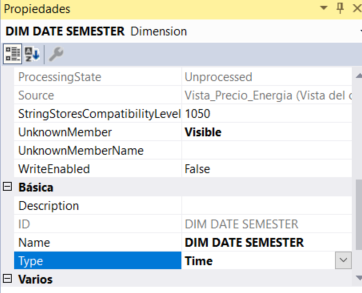 Propiedades
DIM DATE SEMESTER Dimension
ProcessingState Unprocessed
Source Vista_Precio_Energia (Vista del c
StringStoresCompatibilityLevel 1050
UnknownMember Visible
UnknownMemberName
WriteEnabled False
Básica
Description
ID DIM DATE SEMESTER
Name DIM DATE SEMESTER
Type Time
Varios